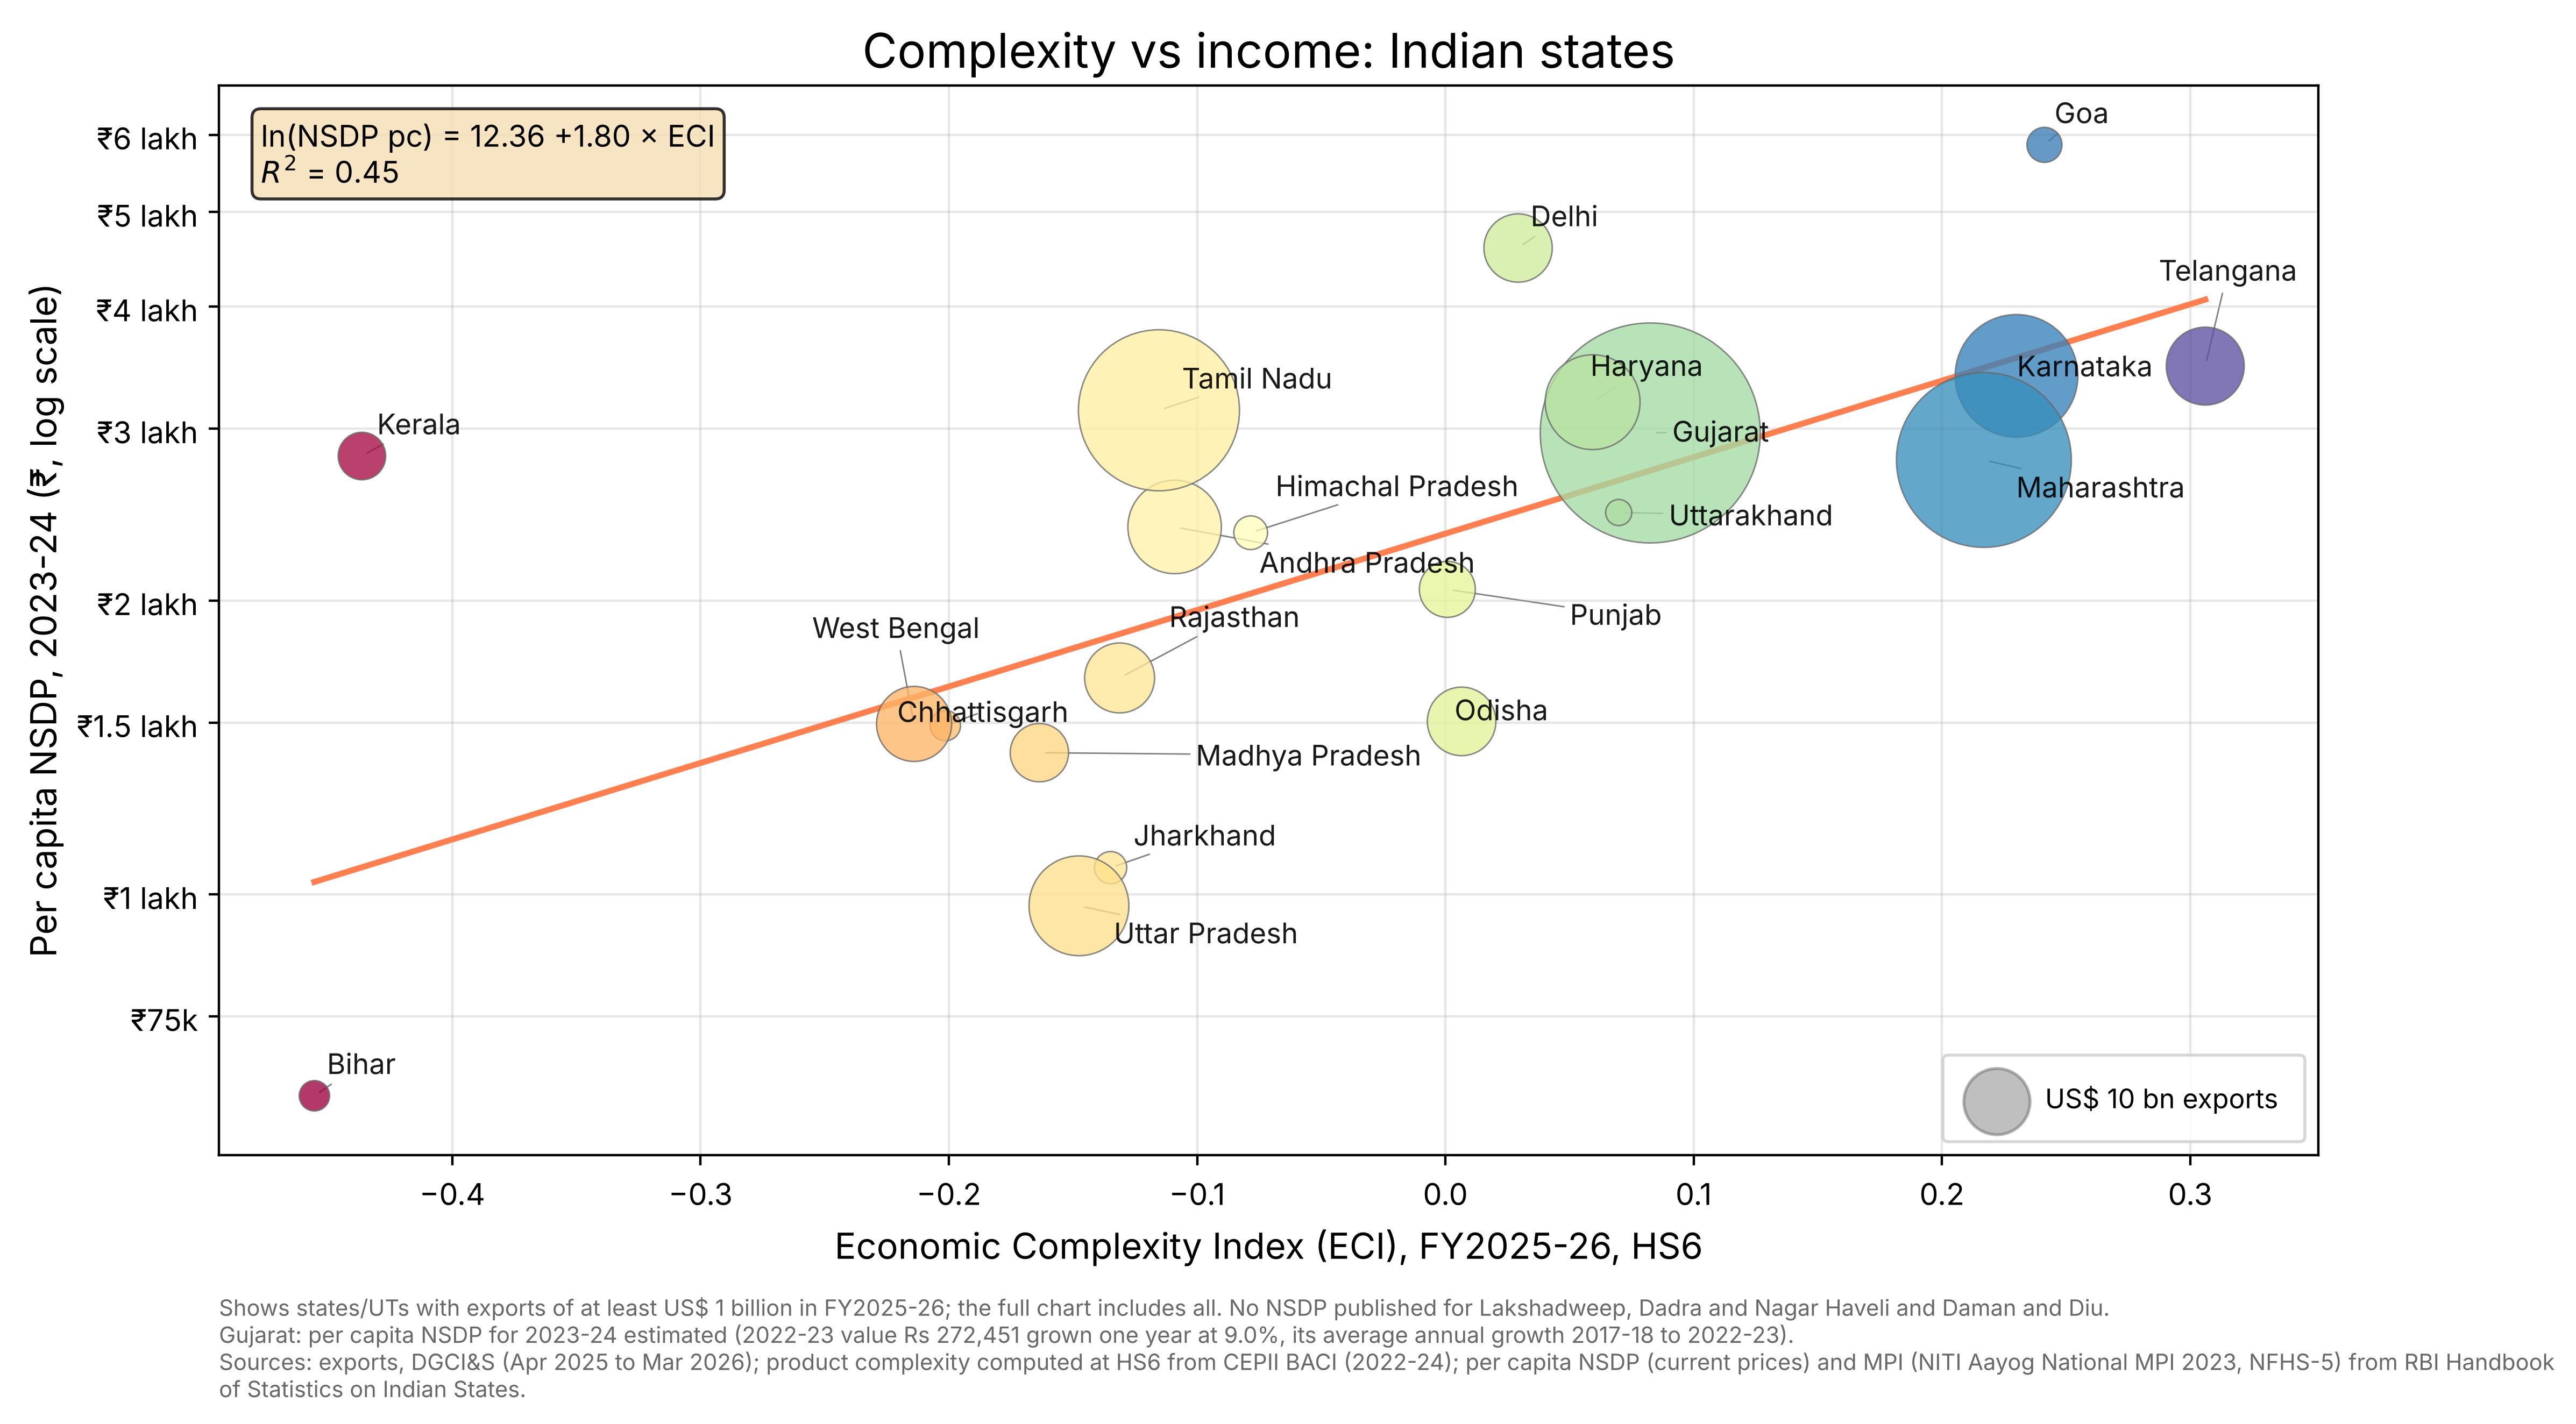 Complexity vs income: Indian states
ln(NSDP pc) = 12.36 +1.80 × ECI
R² = 0.45
Per capita NSDP, 2023-24 (₹, log scale)
₹6 lakh
₹5 lakh
₹4 lakh
₹3 lakh
₹2 lakh
₹1.5 lakh
₹1 lakh
₹75k
Goa
Delhi
Telangana
Haryana
Karnataka
Tamil Nadu
Kerala
Gujarat
Himachal Pradesh
Maharashtra
Uttarakhand
Andhra Pradesh
Punjab
Rajasthan
West Bengal
Chhattisgarh
Odisha
Madhya Pradesh
Jharkhand
Uttar Pradesh
Bihar
US$ 10 bn exports
−0.4
−0.3
−0.2
−0.1
0.0
0.1
0.2
0.3
Economic Complexity Index (ECI), FY2025-26, HS6
Shows states/UTs with exports of at least US$ 1 billion in FY2025-26; the full chart includes all. No NSDP published for Lakshadweep, Dadra and Nagar Haveli and Daman and Diu.
Gujarat: per capita NSDP for 2023-24 estimated (2022-23 value Rs 272,451 grown one year at 9.0%, its average annual growth 2017-18 to 2022-23).
Sources: exports, DGCI&S (Apr 2025 to Mar 2026); product complexity computed at HS6 from CEPII BACI (2022-24); per capita NSDP (current prices) and MPI (NITI Aayog National MPI 2023, NFHS-5) from RBI Handbook
of Statistics on Indian States.